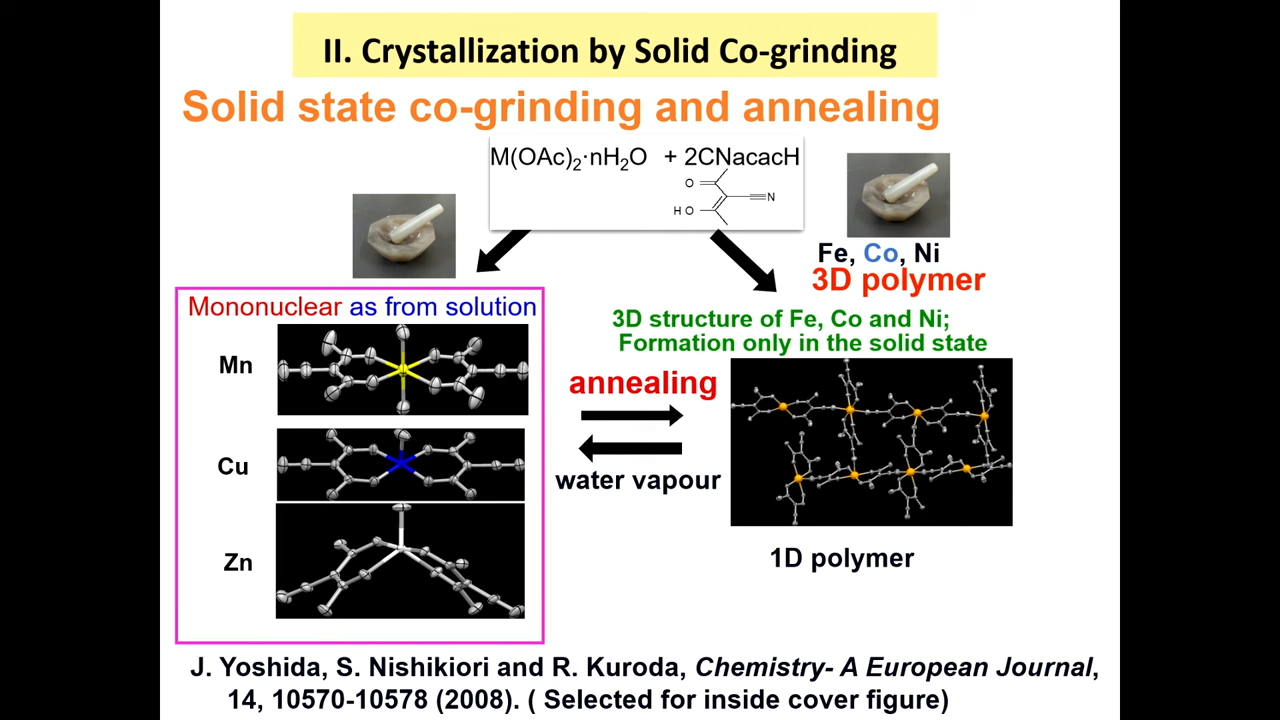 II. Crystallization by Solid Co-grinding
Solid state co-grinding and annealing
M(OAc)₂·nH₂O + 2CNacacH
O
N
HO
Fe, Co, Ni
3D polymer
Mononuclear as from solution
3D structure of Fe, Co and Ni;
Formation only in the solid state
Mn
annealing
Cu
water vapour
Zn
1D polymer
J. Yoshida, S. Nishikiori and R. Kuroda, Chemistry- A European Journal,
14, 10570-10578 (2008). ( Selected for inside cover figure)